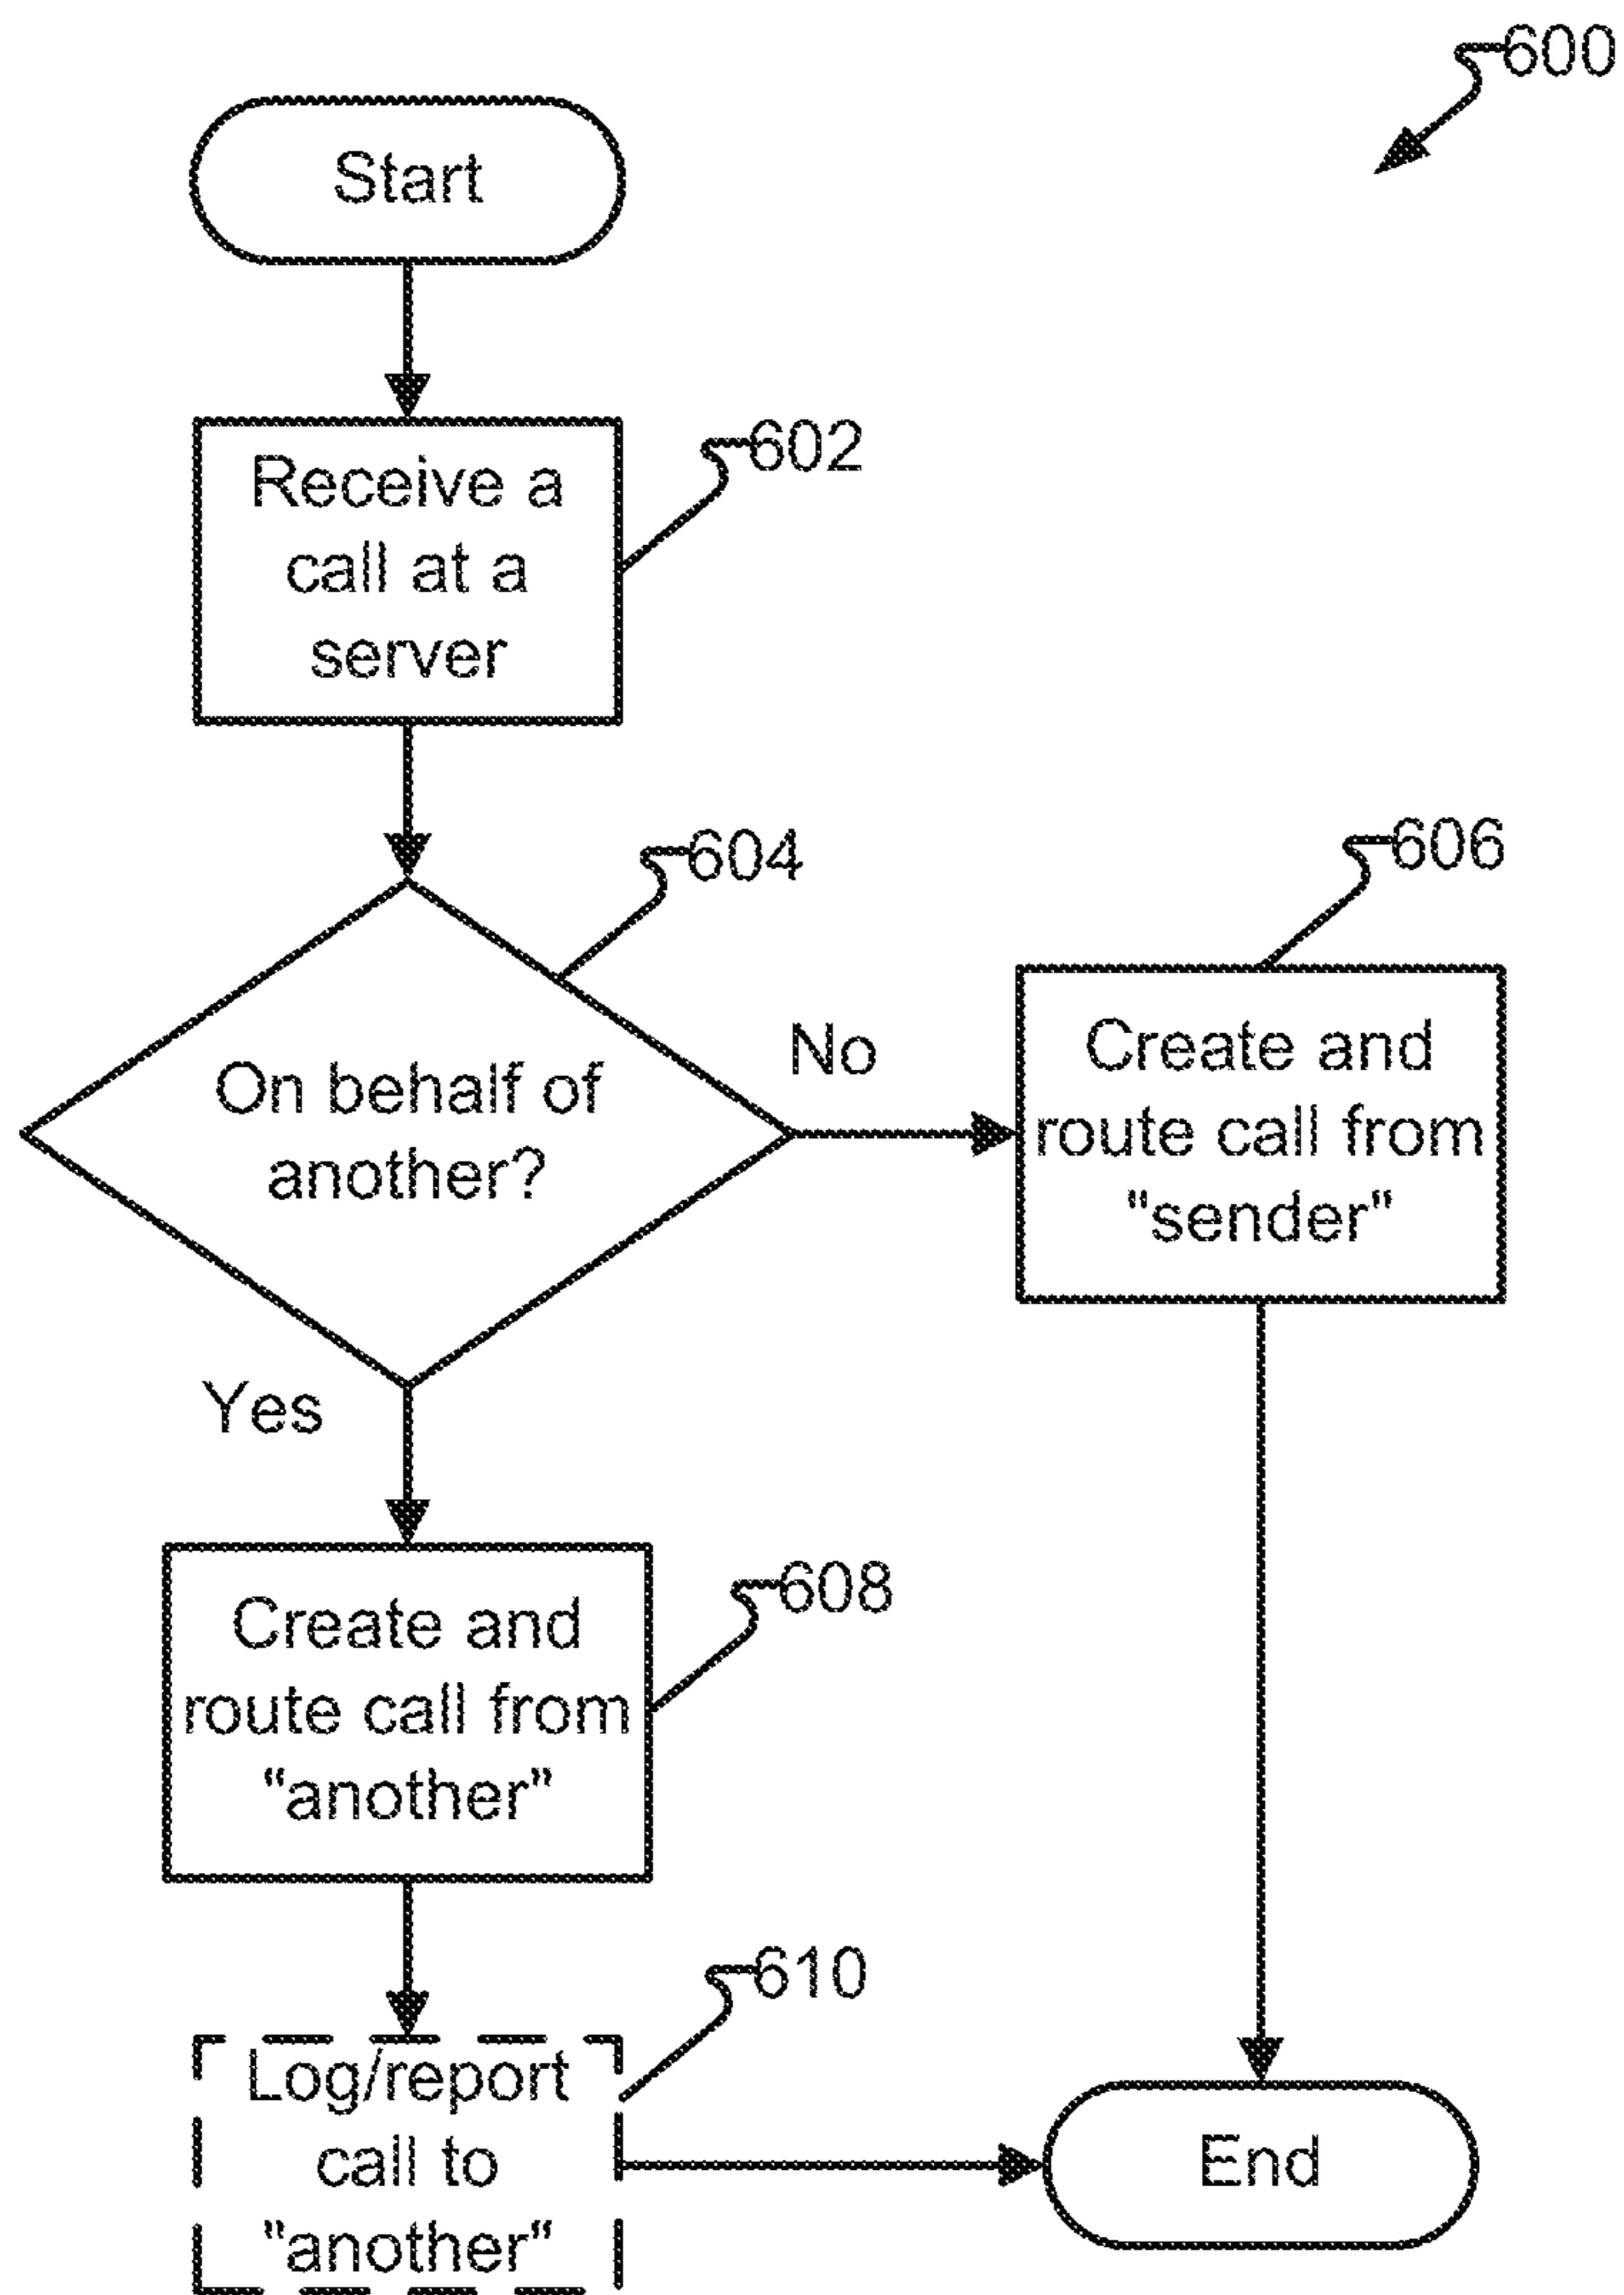 600
Start
602
Receive a
call at a
server
604
On behalf of
another?
No
606
Create and
route call from
"sender"
Yes
608
Create and
route call from
"another"
610
Log/report
call to
"another"
End